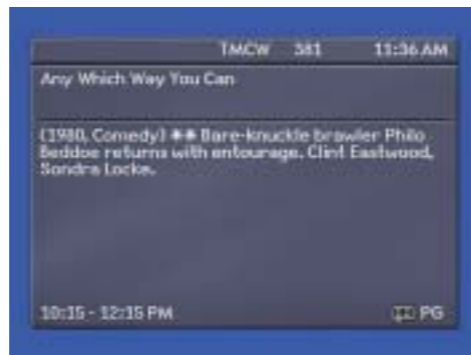 TMCW 381 11:36 AM
Any Which Way You Can
(1980, Comedy) ★★ Bare-knuckle brawler Philo
Beddoe returns with entourage. Clint Eastwood,
Sondra Locke.
10:15 - 12:15 PM PG